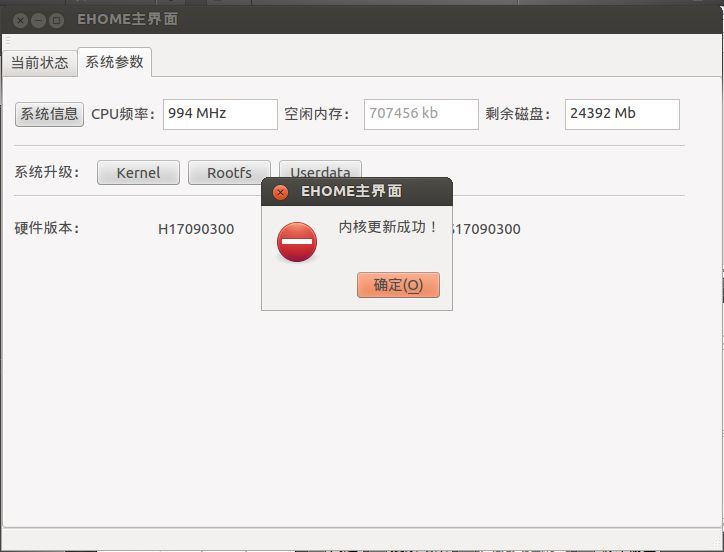 EHOME主界面
当前状态 系统参数
系统信息 CPU频率： 994 MHz 空闲内存： 707456 kb 剩余磁盘： 24392 Mb
系统升级： Kernel Rootfs Userdata
EHOME主界面
硬件版本： H17090300 17090300
内核更新成功！
确定(O)